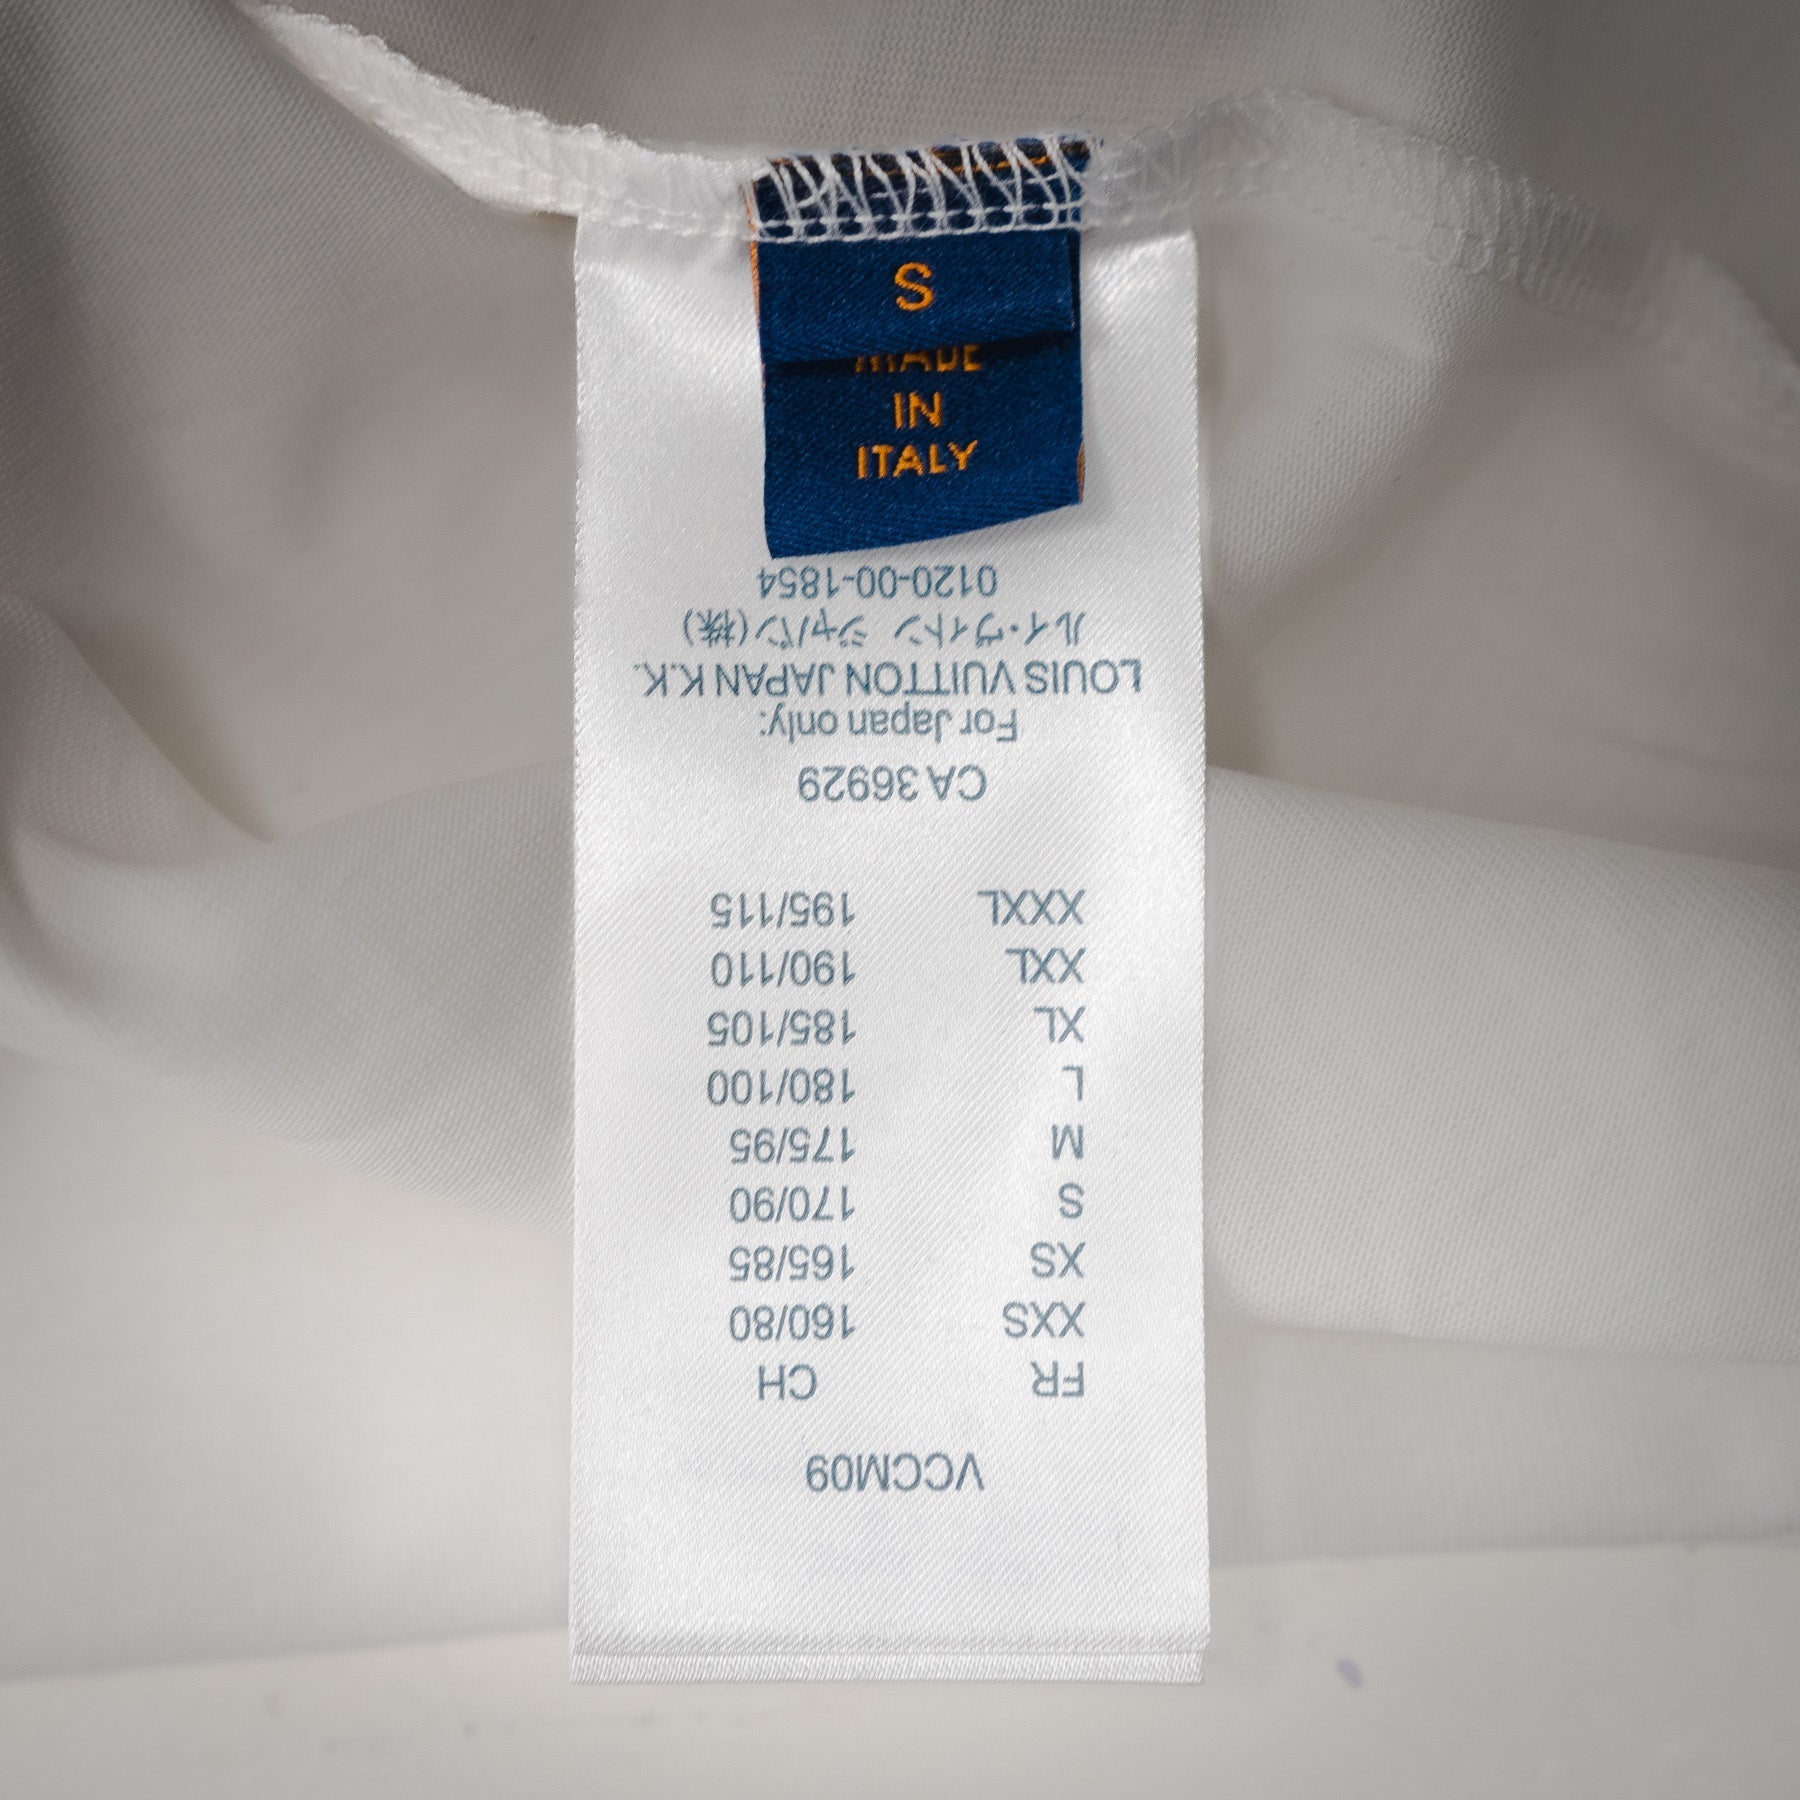 S
MADE
IN
ITALY
VCCM09
FR CH
XXS 160/80
XS 165/85
S 170/90
M 175/95
L 180/100
XL 185/105
XXL 190/110
XXXL 195/115
CA 36929
For Japan only:
LOUIS VUITTON JAPAN K.K.
ルイ・ヴィトン ジャパン(株)
0120-00-1854